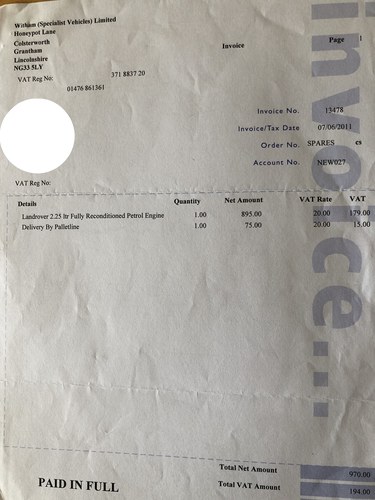 Witham (Specialist Vehicles) Limited
Honeypot Lane
Colsterworth
Grantham
Lincolnshire
NG33 5LY
Invoice
Page 1
VAT Reg No: 371 8837 20
01476 861361
Invoice No. 15478
Invoice/Tax Date 07/06/2011
Order No. SPARES cs
Account No. NEW027
VAT Reg No:
Details Quantity Net Amount VAT Rate VAT
Landrover 2.25 ltr Fully Reconditioned Petrol Engine 1.00 895.00 20.00 179.00
Delivery By Palletline 1.00 75.00 20.00 15.00
Total Net Amount 970.00
Total VAT Amount 194.00
PAID IN FULL
invoice...